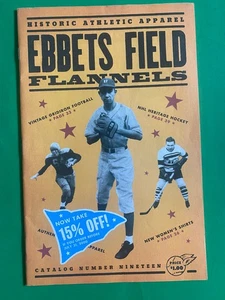 HISTORIC ATHLETIC APPAREL
EBBETS FIELD
FLANNELS
VINTAGE GRIDIRON FOOTBALL
NHL HERITAGE HOCKEY
NOW TAKE
15% OFF!
NEW WOMEN'S SHIRTS
PRICE
$1.00
CATALOG NUMBER NINETEEN